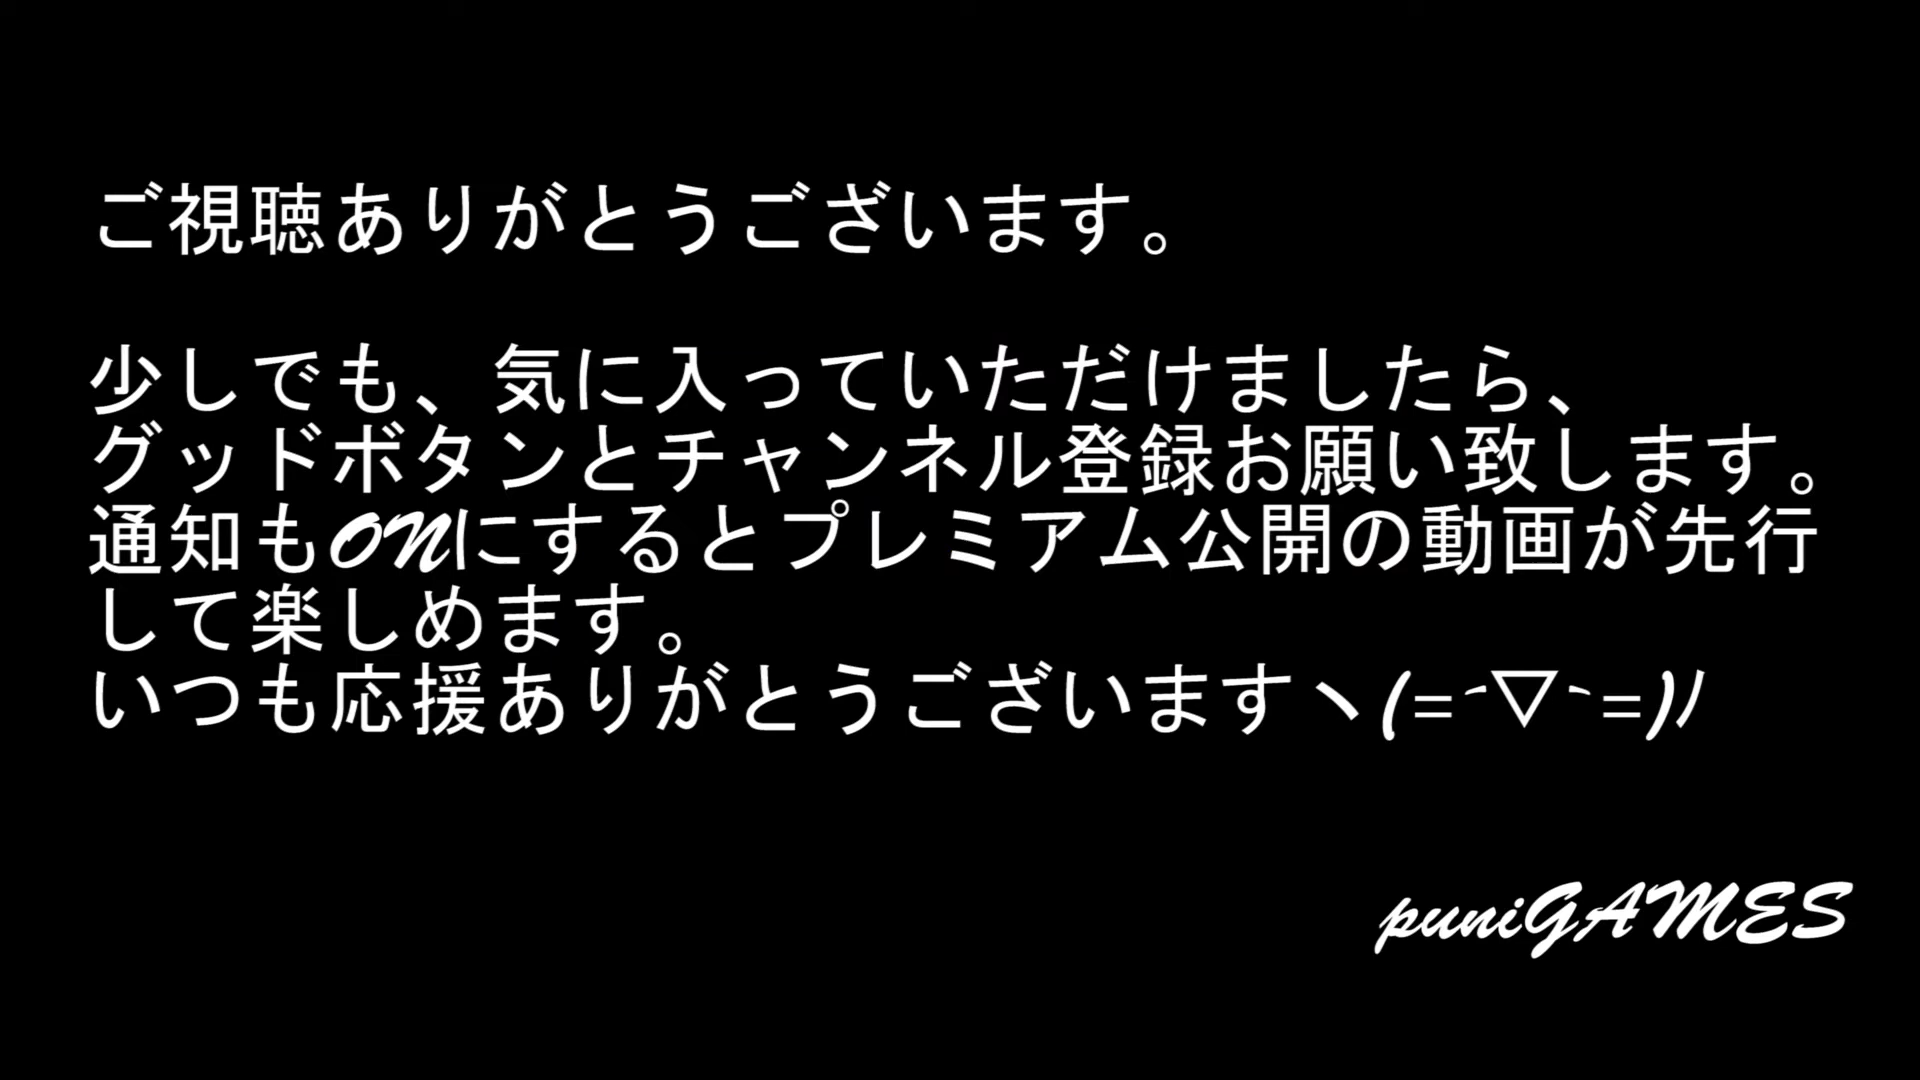 ご視聴ありがとうございます。
少しでも、気に入っていただけましたら、
グッドボタンとチャンネル登録お願い致します。
通知もONにするとプレミアム公開の動画が先行
して楽しめます。
いつも応援ありがとうございますヽ(=´▽`=)ﾉ
puniGAMES